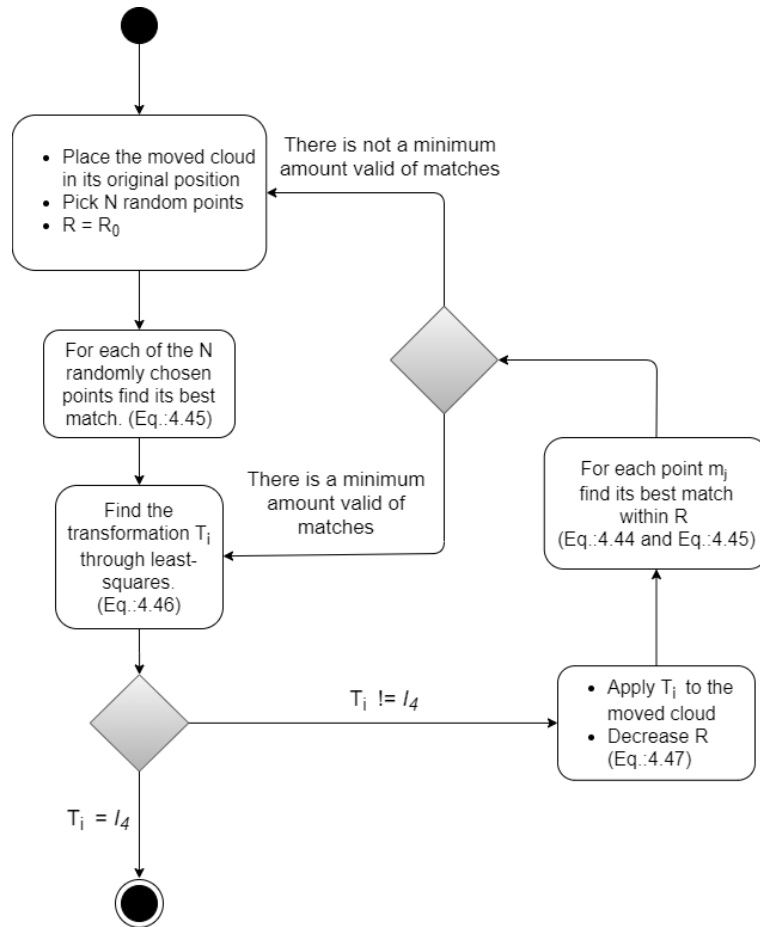 • Place the moved cloud
in its original position
• Pick N random points
• R = R₀
There is not a minimum
amount valid of matches
For each of the N
randomly chosen
points find its best
match. (Eq.:4.45)
There is a minimum
amount valid of
matches
For each point mⱼ
find its best match
within R
(Eq.:4.44 and Eq.:4.45)
Find the
transformation Tᵢ
through least-
squares.
(Eq.:4.46)
Tᵢ != I₄
• Apply Tᵢ to the
moved cloud
• Decrease R
(Eq.:4.47)
Tᵢ = I₄